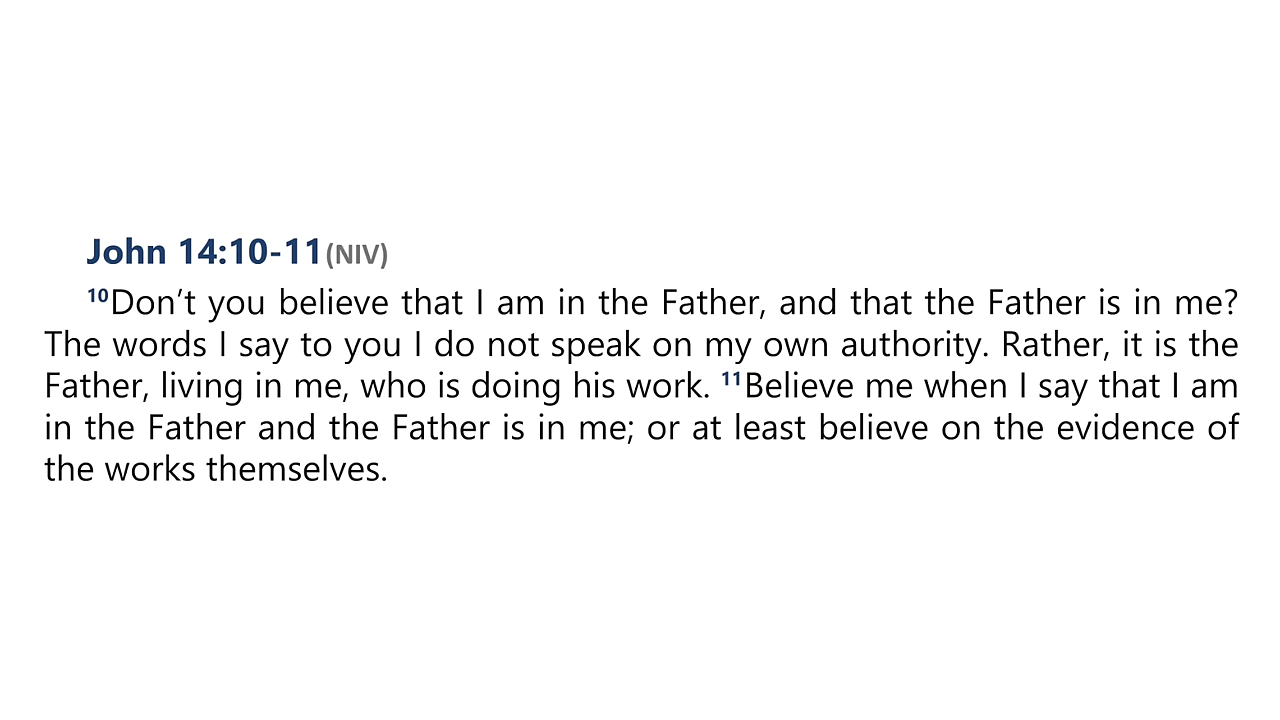 John 14:10-11(NIV)
10Don’t you believe that I am in the Father, and that the Father is in me?
The words I say to you I do not speak on my own authority. Rather, it is the
Father, living in me, who is doing his work. 11Believe me when I say that I am
in the Father and the Father is in me; or at least believe on the evidence of
the works themselves.